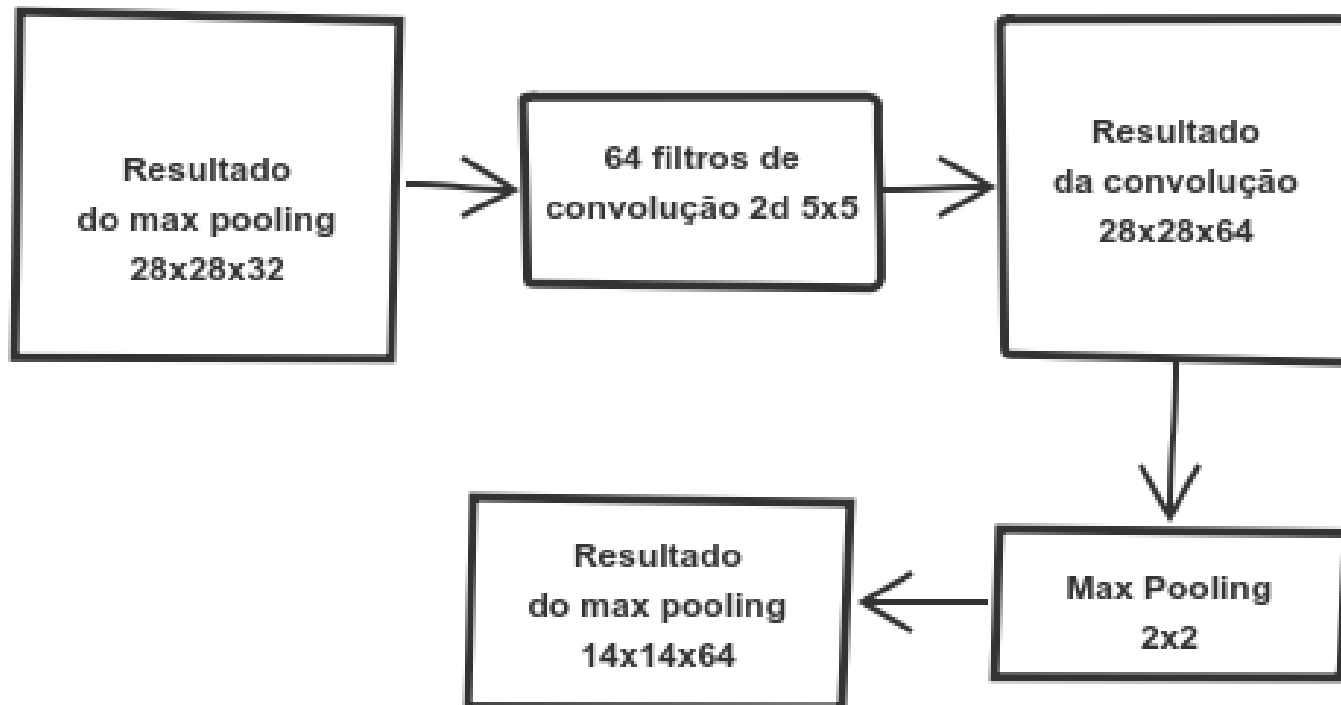 Resultado
do max pooling
28x28x32
64 filtros de
convolução 2d 5x5
Resultado
da convolução
28x28x64
Max Pooling
2x2
Resultado
do max pooling
14x14x64